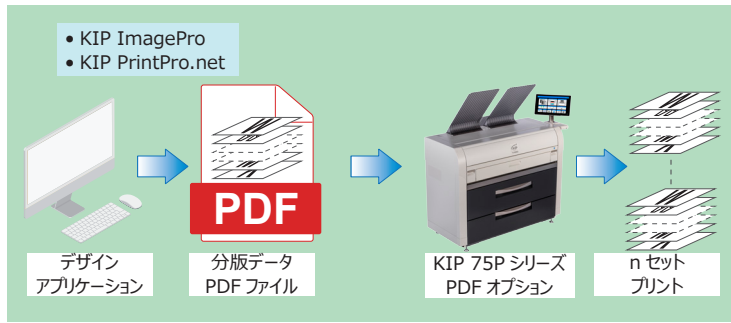 • KIP ImagePro
• KIP PrintPro.net
PDF
デザイン
アプリケーション
分版データ
PDF ファイル
KIP 75P シリーズ
PDF オプション
n セット
プリント